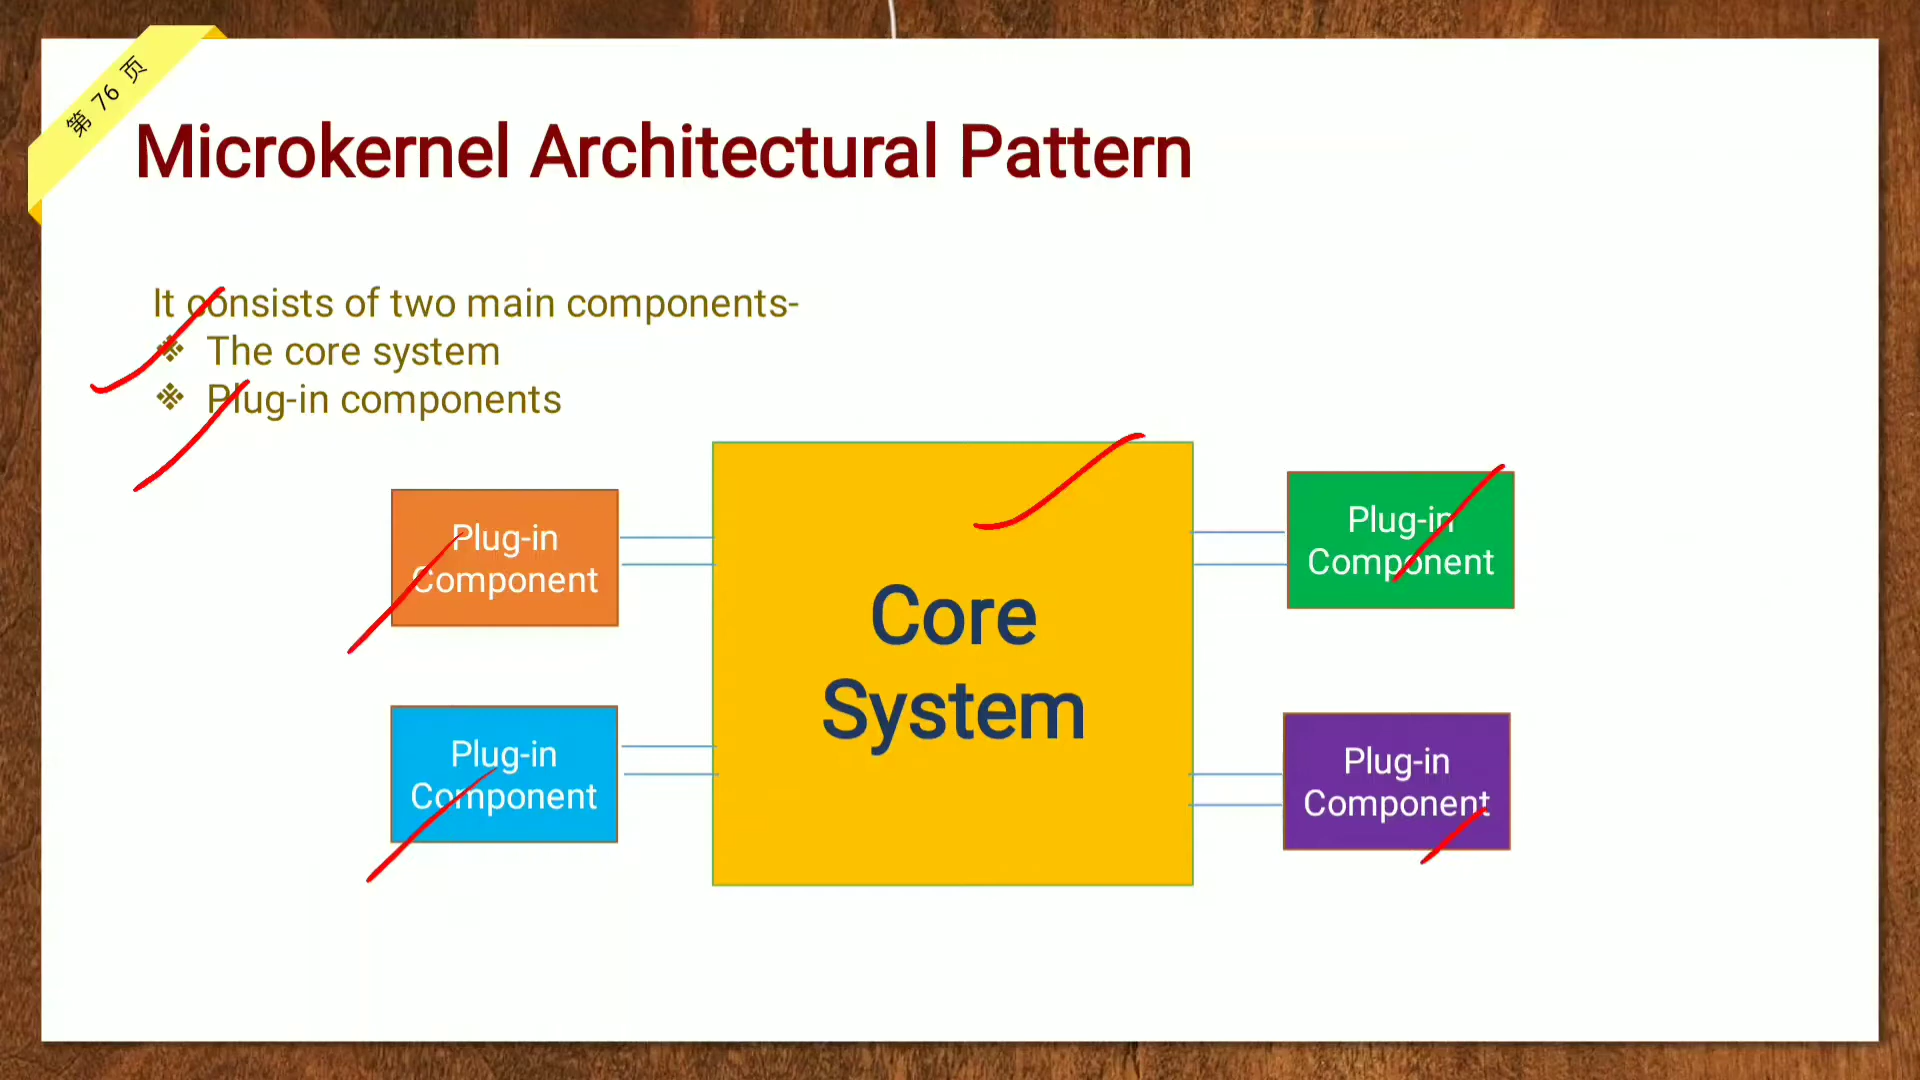 第 76 页
Microkernel Architectural Pattern
It consists of two main components-
The core system
Plug-in components
Plug-in
Component
Plug-in
Component
Core
System
Plug-in
Component
Plug-in
Component